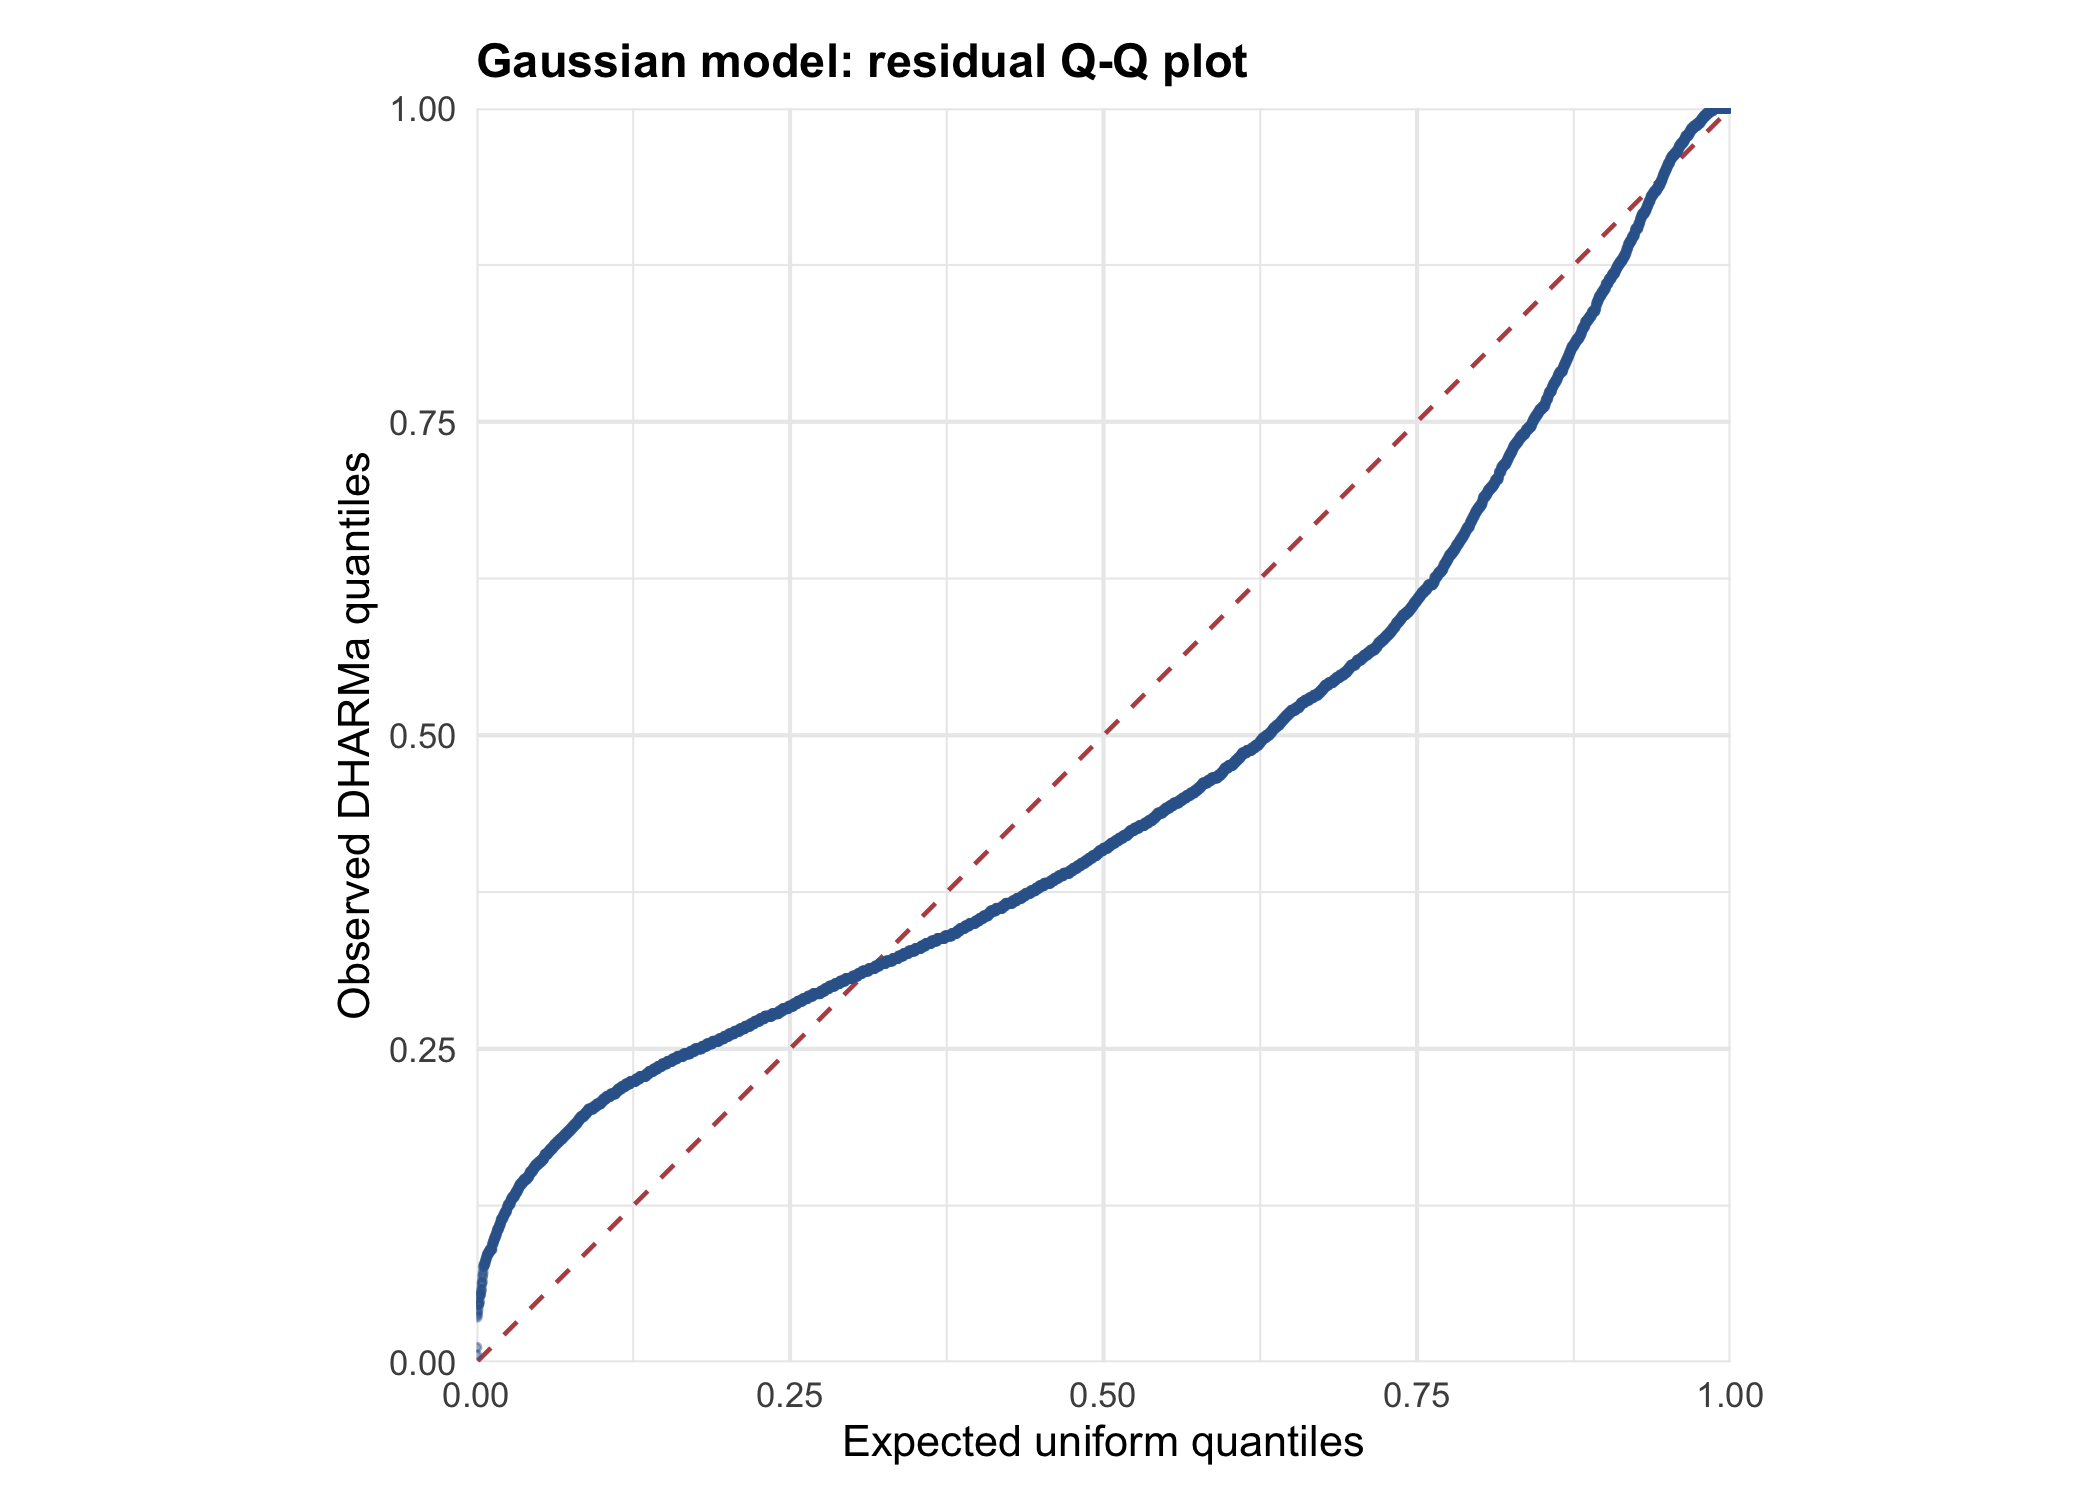 Gaussian model: residual Q-Q plot
1.00
0.75
0.50
0.25
0.00
Observed DHARMa quantiles
0.00 0.25 0.50 0.75 1.00
Expected uniform quantiles